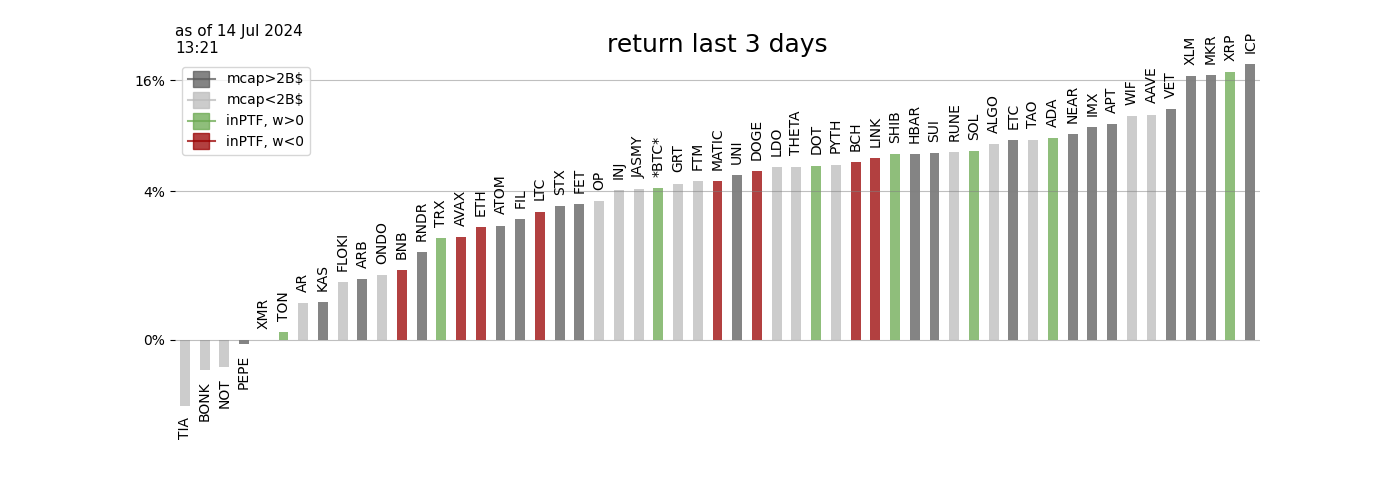 as of 14 Jul 2024
13:21
return last 3 days
mcap>2B$
mcap<2B$
inPTF, w>0
inPTF, w<0
16%
4%
0%
TIA
BONK
NOT
PEPE
XMR
TON
AR
KAS
FLOKI
ARB
ONDO
BNB
RNDR
TRX
AVAX
ETH
ATOM
FIL
LTC
STX
FET
OP
INJ
JASMY
*BTC*
GRT
FTM
MATIC
UNI
DOGE
LDO
THETA
DOT
PYTH
BCH
LINK
SHIB
HBAR
SUI
RUNE
SOL
ALGO
ETC
TAO
ADA
NEAR
IMX
APT
WIF
AAVE
VET
XLM
MKR
XRP
ICP